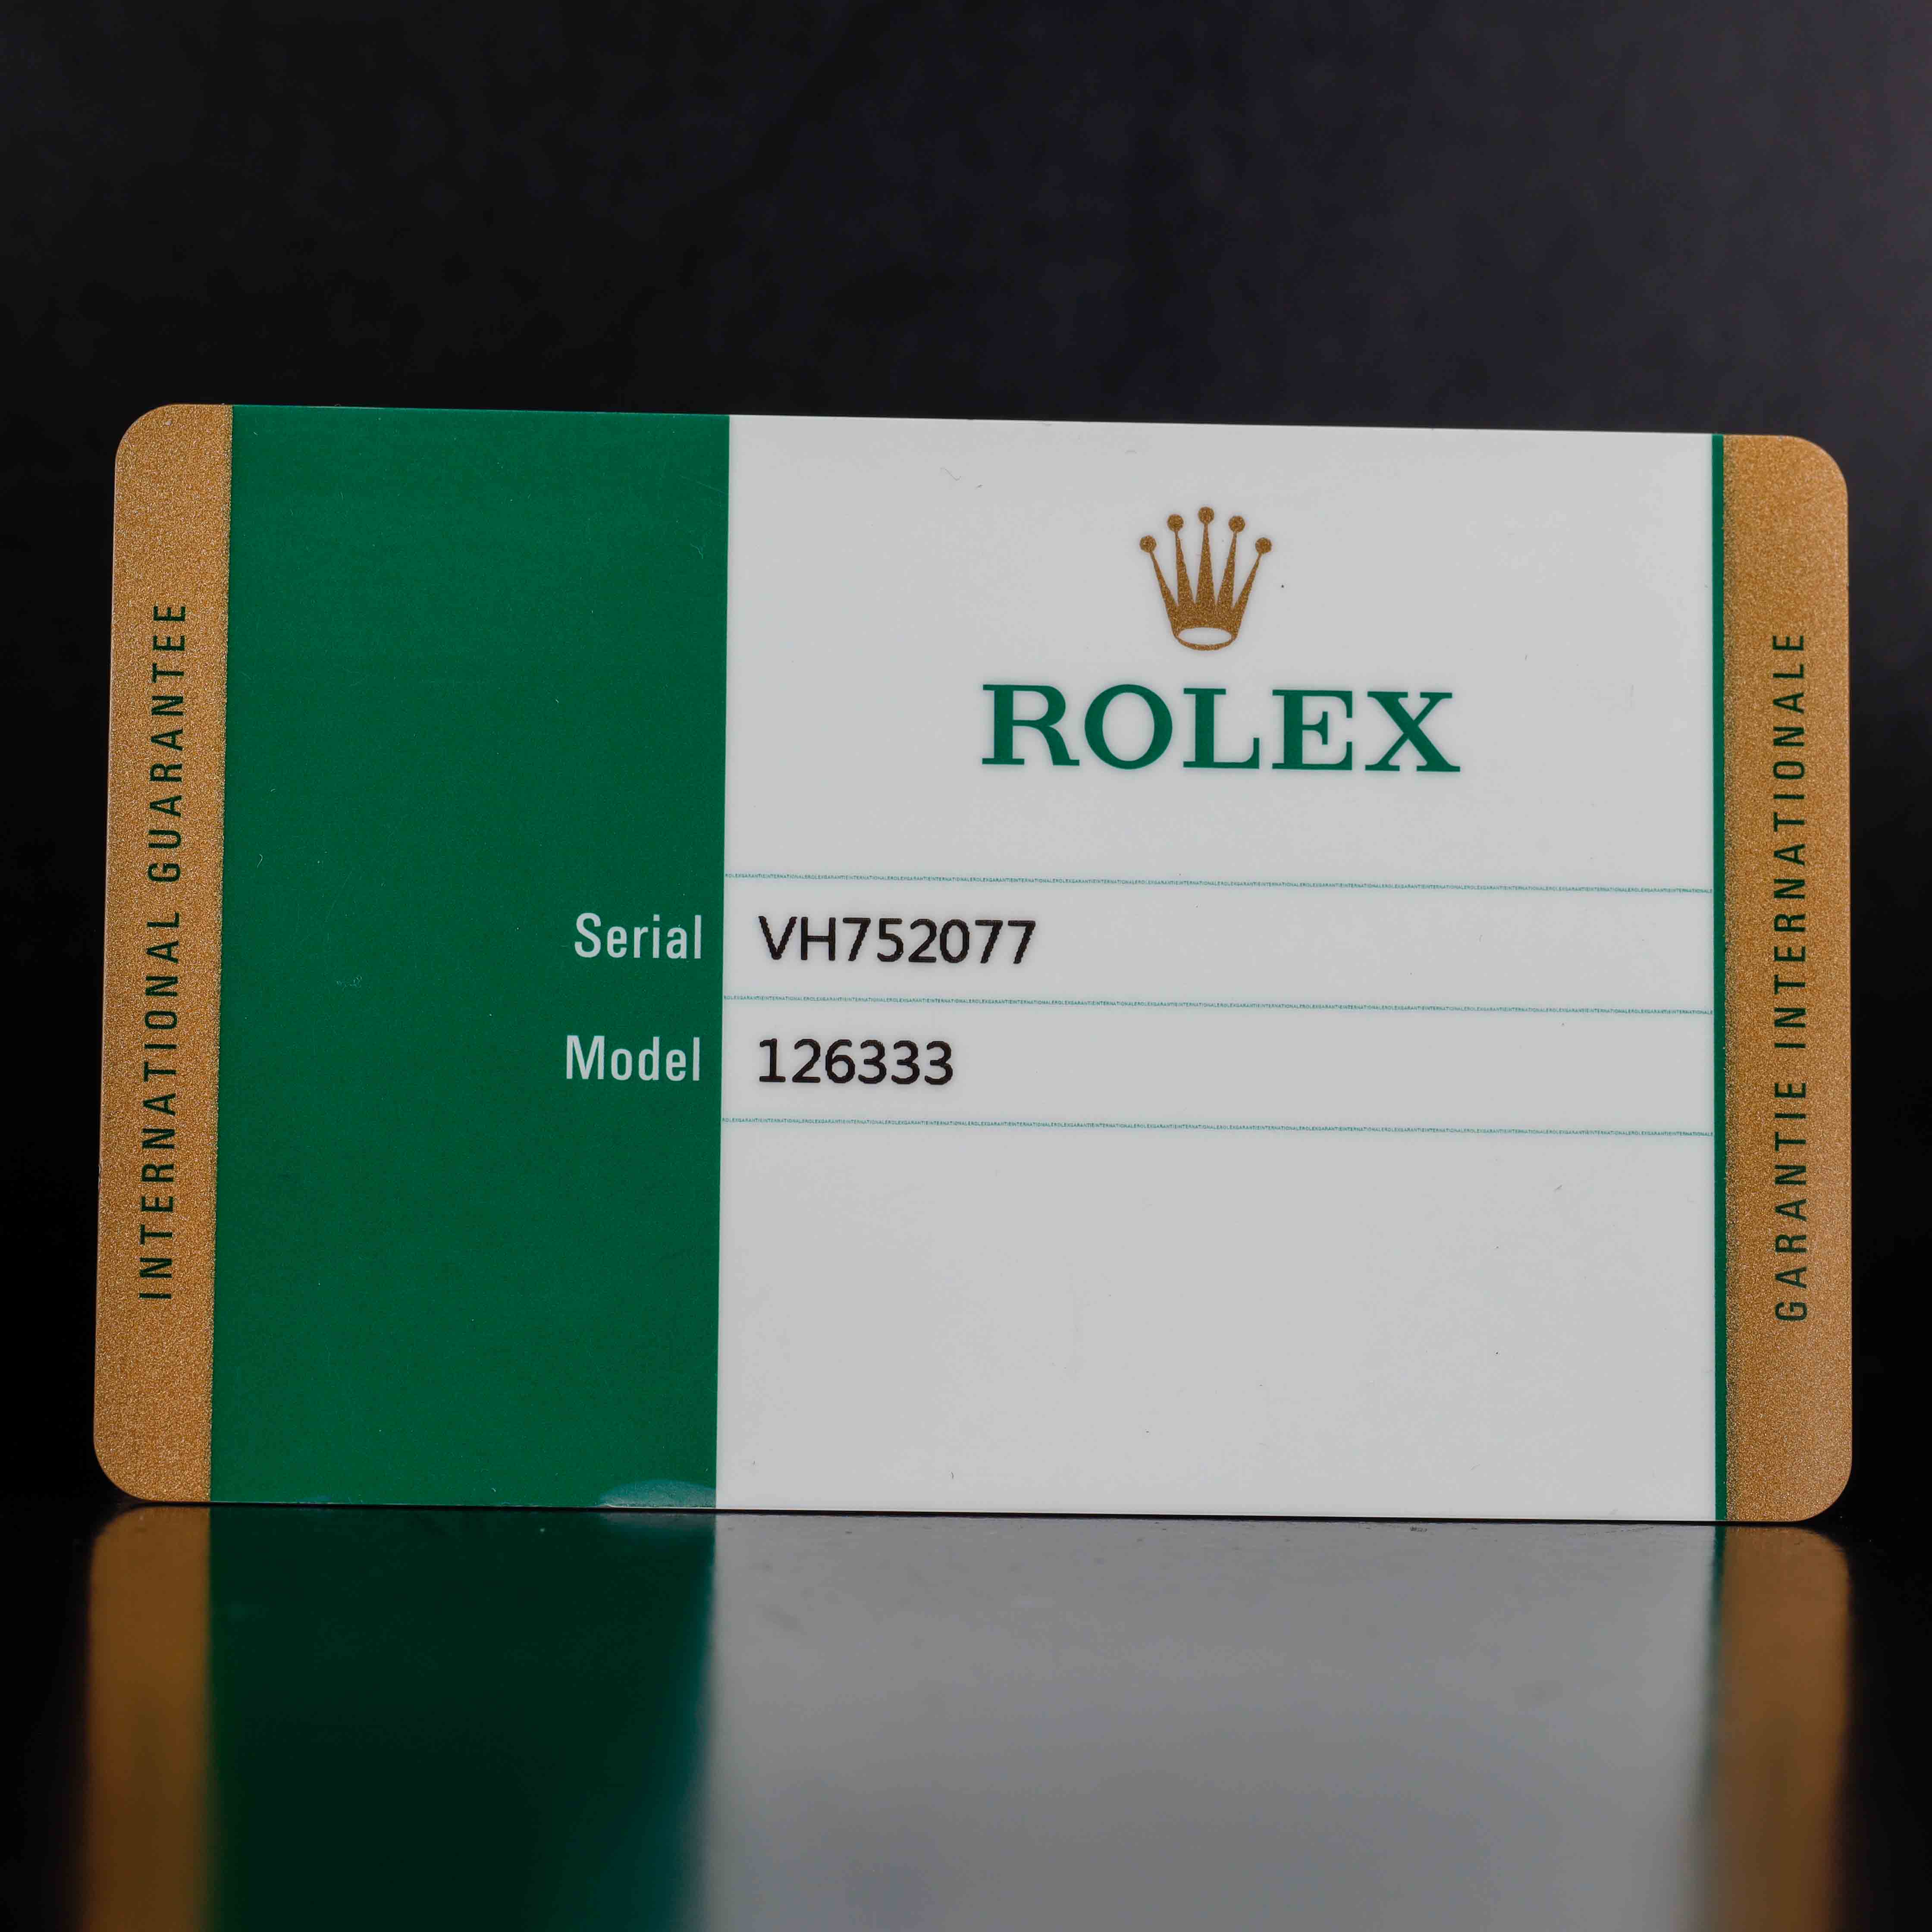 INTERNATIONAL GUARANTEE
ROLEX
Serial VH752077
Model 126333
GARANTIE INTERNATIONALE